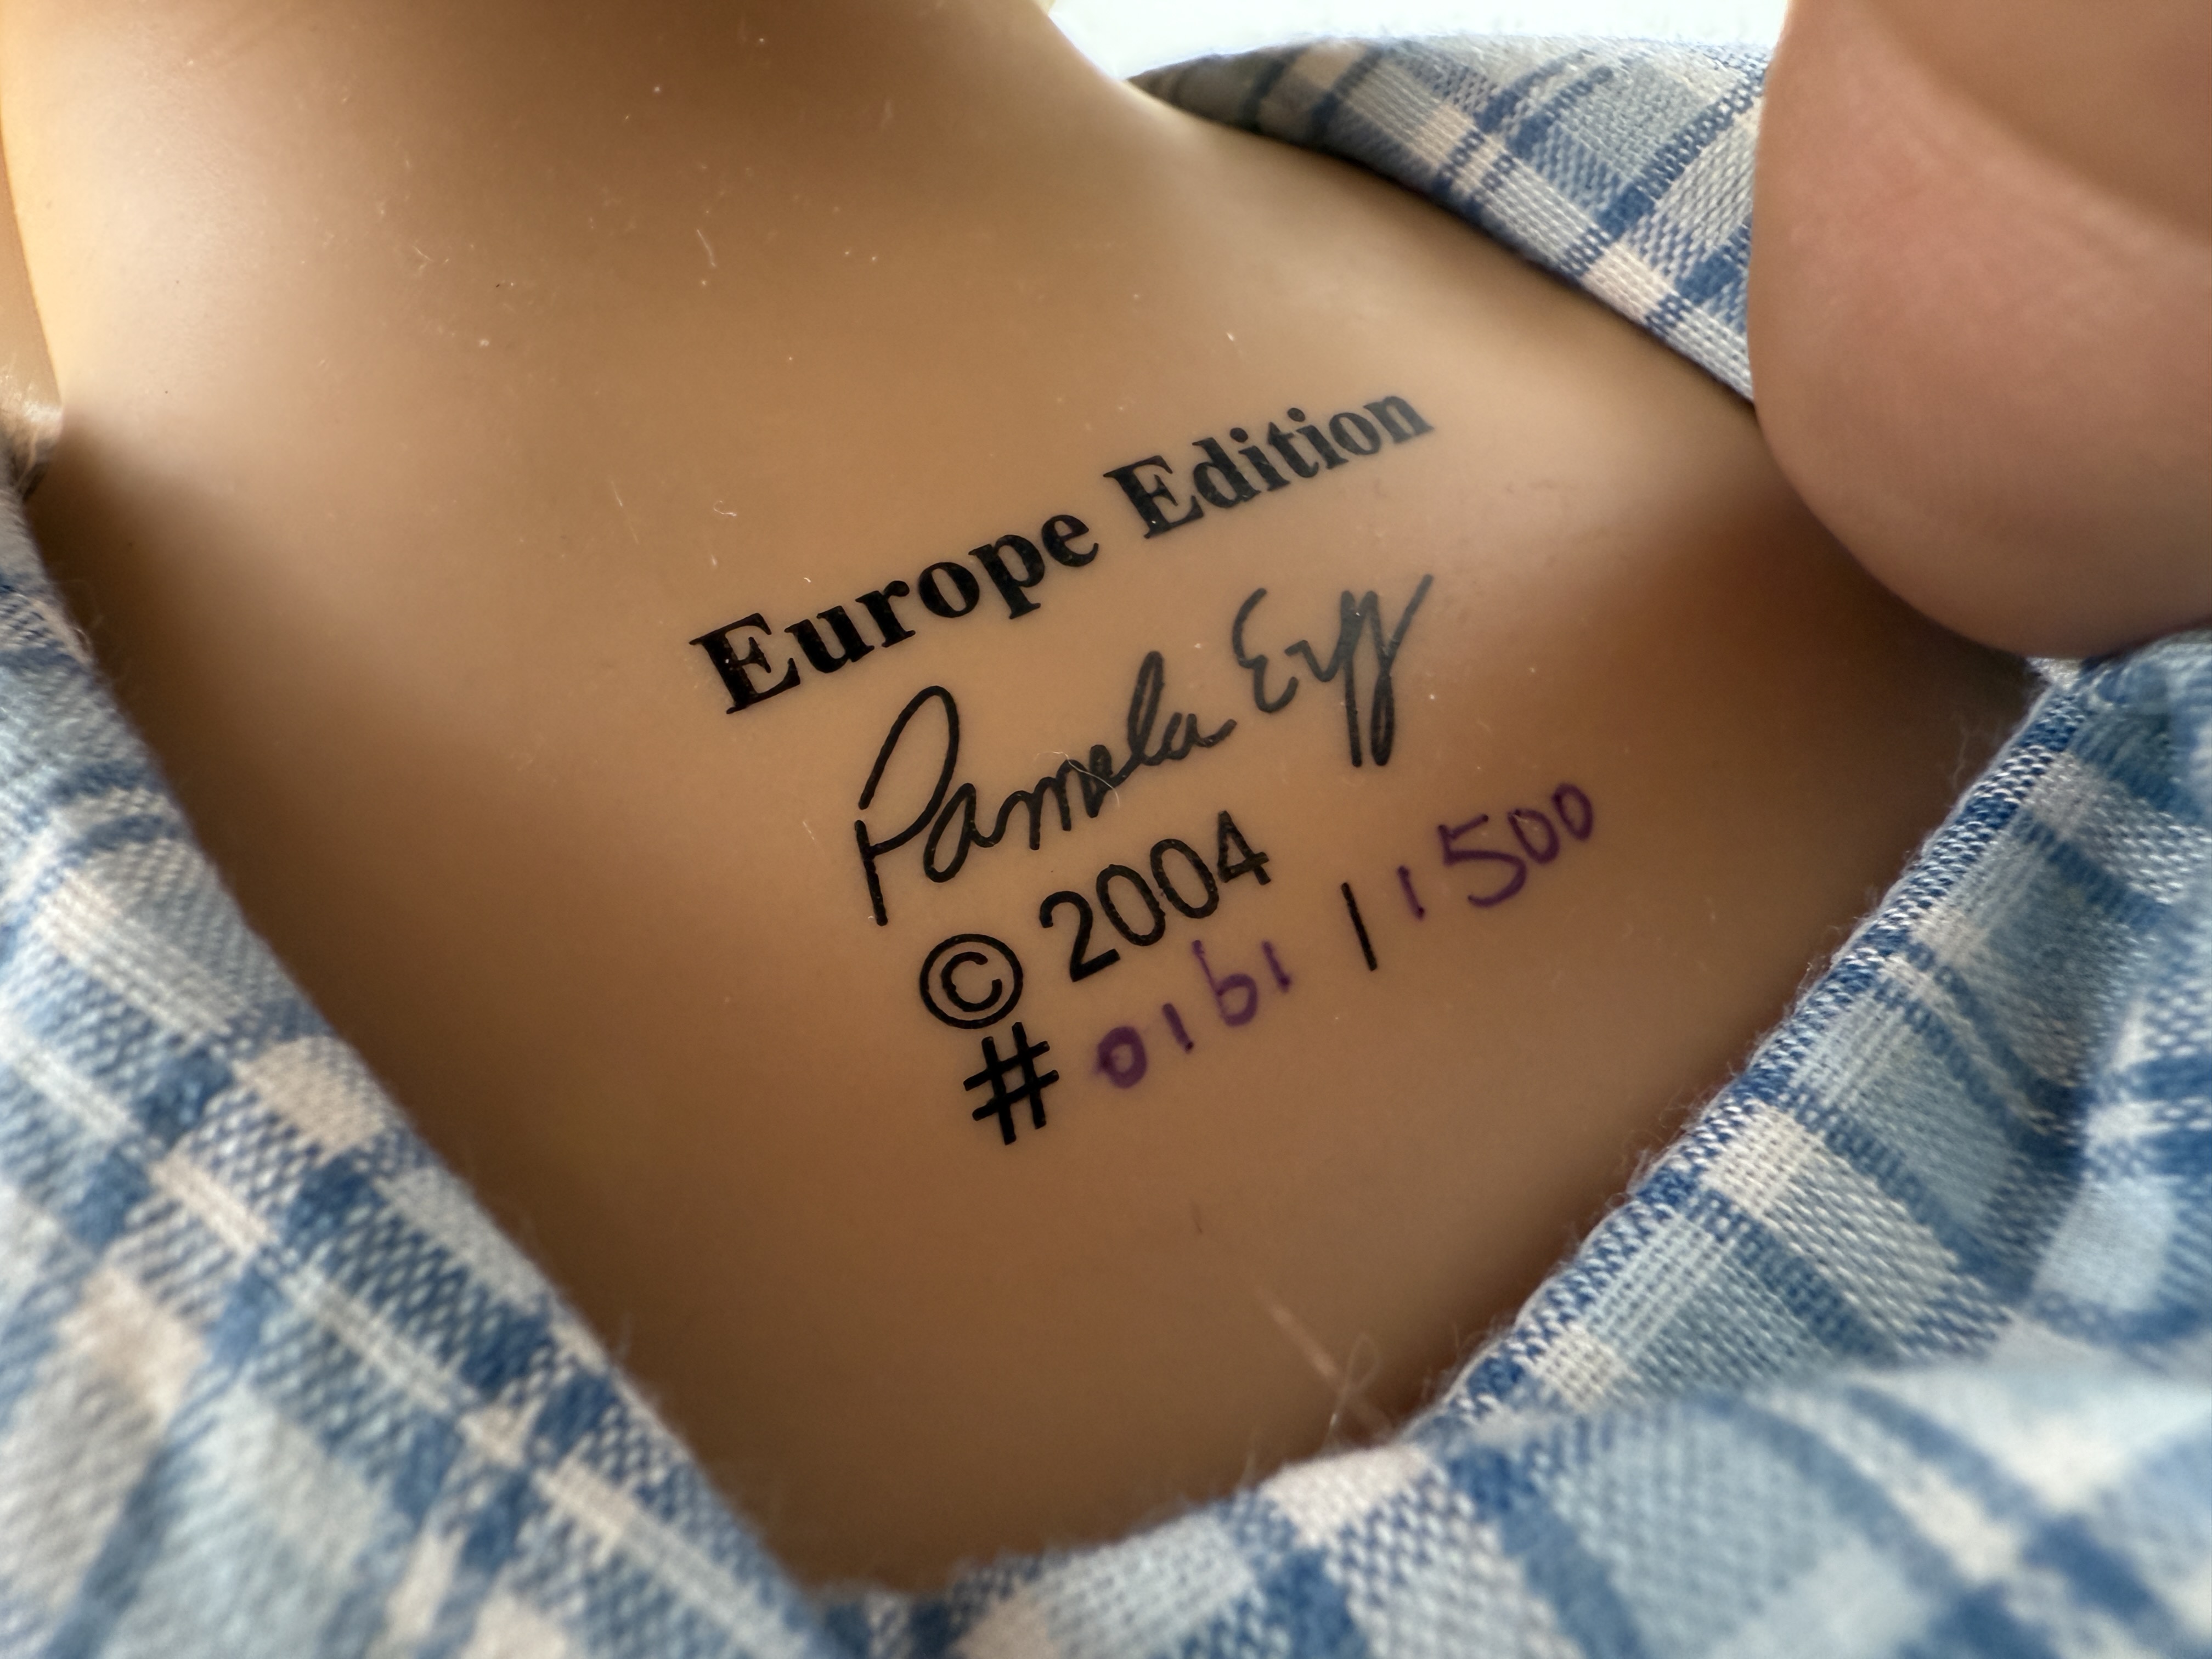 Europe Edition
Pamela Erff
© 2004
# 0161 / 1500